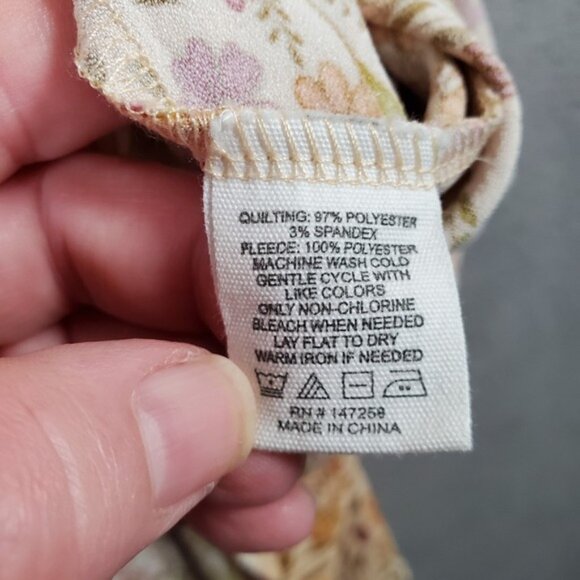 QUILTING: 97% POLYESTER
3% SPANDEX
FLEECE: 100% POLYESTER
MACHINE WASH COLD
GENTLE CYCLE WITH
LIKE COLORS
ONLY NON-CHLORINE
BLEACH WHEN NEEDED
LAY FLAT TO DRY
WARM IRON IF NEEDED
RN # 147258
MADE IN CHINA